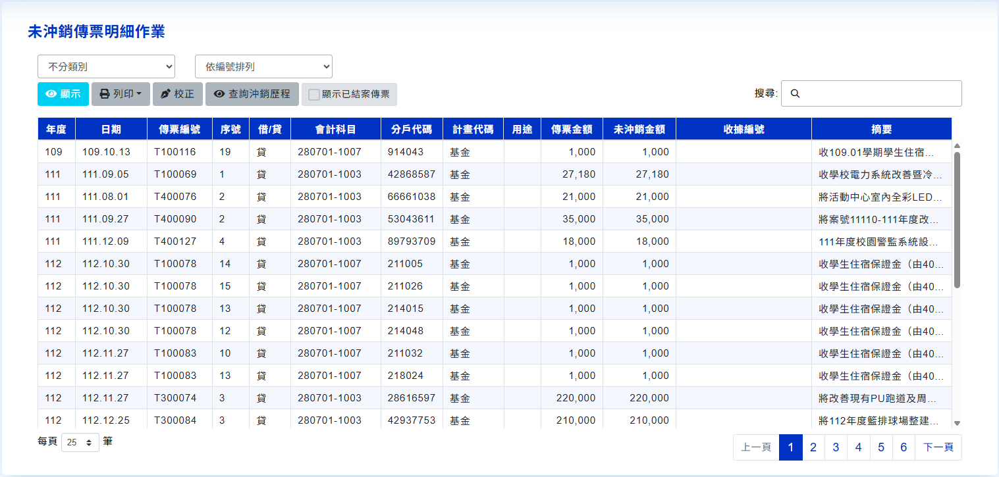 未沖銷傳票明細作業
不分類別 依編號排列
顯示 列印 校正 查詢沖銷歷程 顯示已結案傳票 搜尋:
年度 日期 傳票編號 序號 借/貸 會計科目 分戶代碼 計畫代碼 用途 傳票金額 未沖銷金額 收據編號 摘要
109 109.10.13 T100116 19 貸 280701-1007 914043 基金 1,000 1,000 收109.01學期學生住宿...
111 111.09.05 T100069 1 貸 280701-1003 42868587 基金 27,180 27,180 收學校電力系統改善暨冷...
111 111.08.01 T400076 2 貸 280701-1003 66661038 基金 21,000 21,000 將活動中心室內全彩LED...
111 111.09.27 T400090 2 貸 280701-1003 53043611 基金 35,000 35,000 將案號11110-111年度改...
111 111.12.09 T400127 4 貸 280701-1003 89793709 基金 18,000 18,000 111年度校園警監系統設...
112 112.10.30 T100078 14 貸 280701-1007 211005 基金 1,000 1,000 收學生住宿保證金（由40...
112 112.10.30 T100078 15 貸 280701-1007 211026 基金 1,000 1,000 收學生住宿保證金（由40...
112 112.10.30 T100078 13 貸 280701-1007 214015 基金 1,000 1,000 收學生住宿保證金（由40...
112 112.10.30 T100078 12 貸 280701-1007 214048 基金 1,000 1,000 收學生住宿保證金（由40...
112 112.11.27 T100083 10 貸 280701-1007 211032 基金 1,000 1,000 收學生住宿保證金（由40...
112 112.11.27 T100083 13 貸 280701-1007 218024 基金 1,000 1,000 收學生住宿保證金（由40...
112 112.11.27 T300074 3 貸 280701-1003 28616597 基金 220,000 220,000 將改善現有PU跑道及周...
112 112.12.25 T300084 3 貸 280701-1003 42937753 基金 210,000 210,000 將112年度籃排球場整建...
每頁 25 筆
上一頁 1 2 3 4 5 6 下一頁